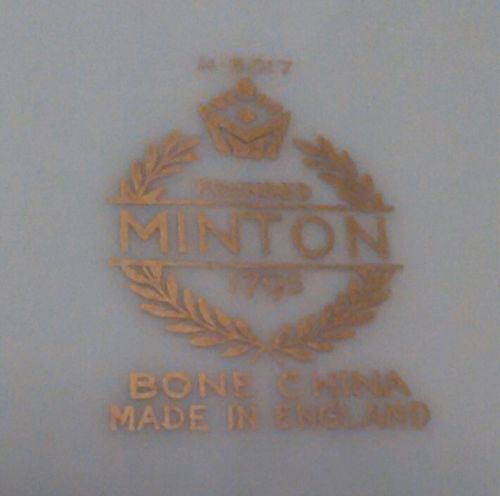 MINTON
1793
BONE CHINA
MADE IN ENGLAND